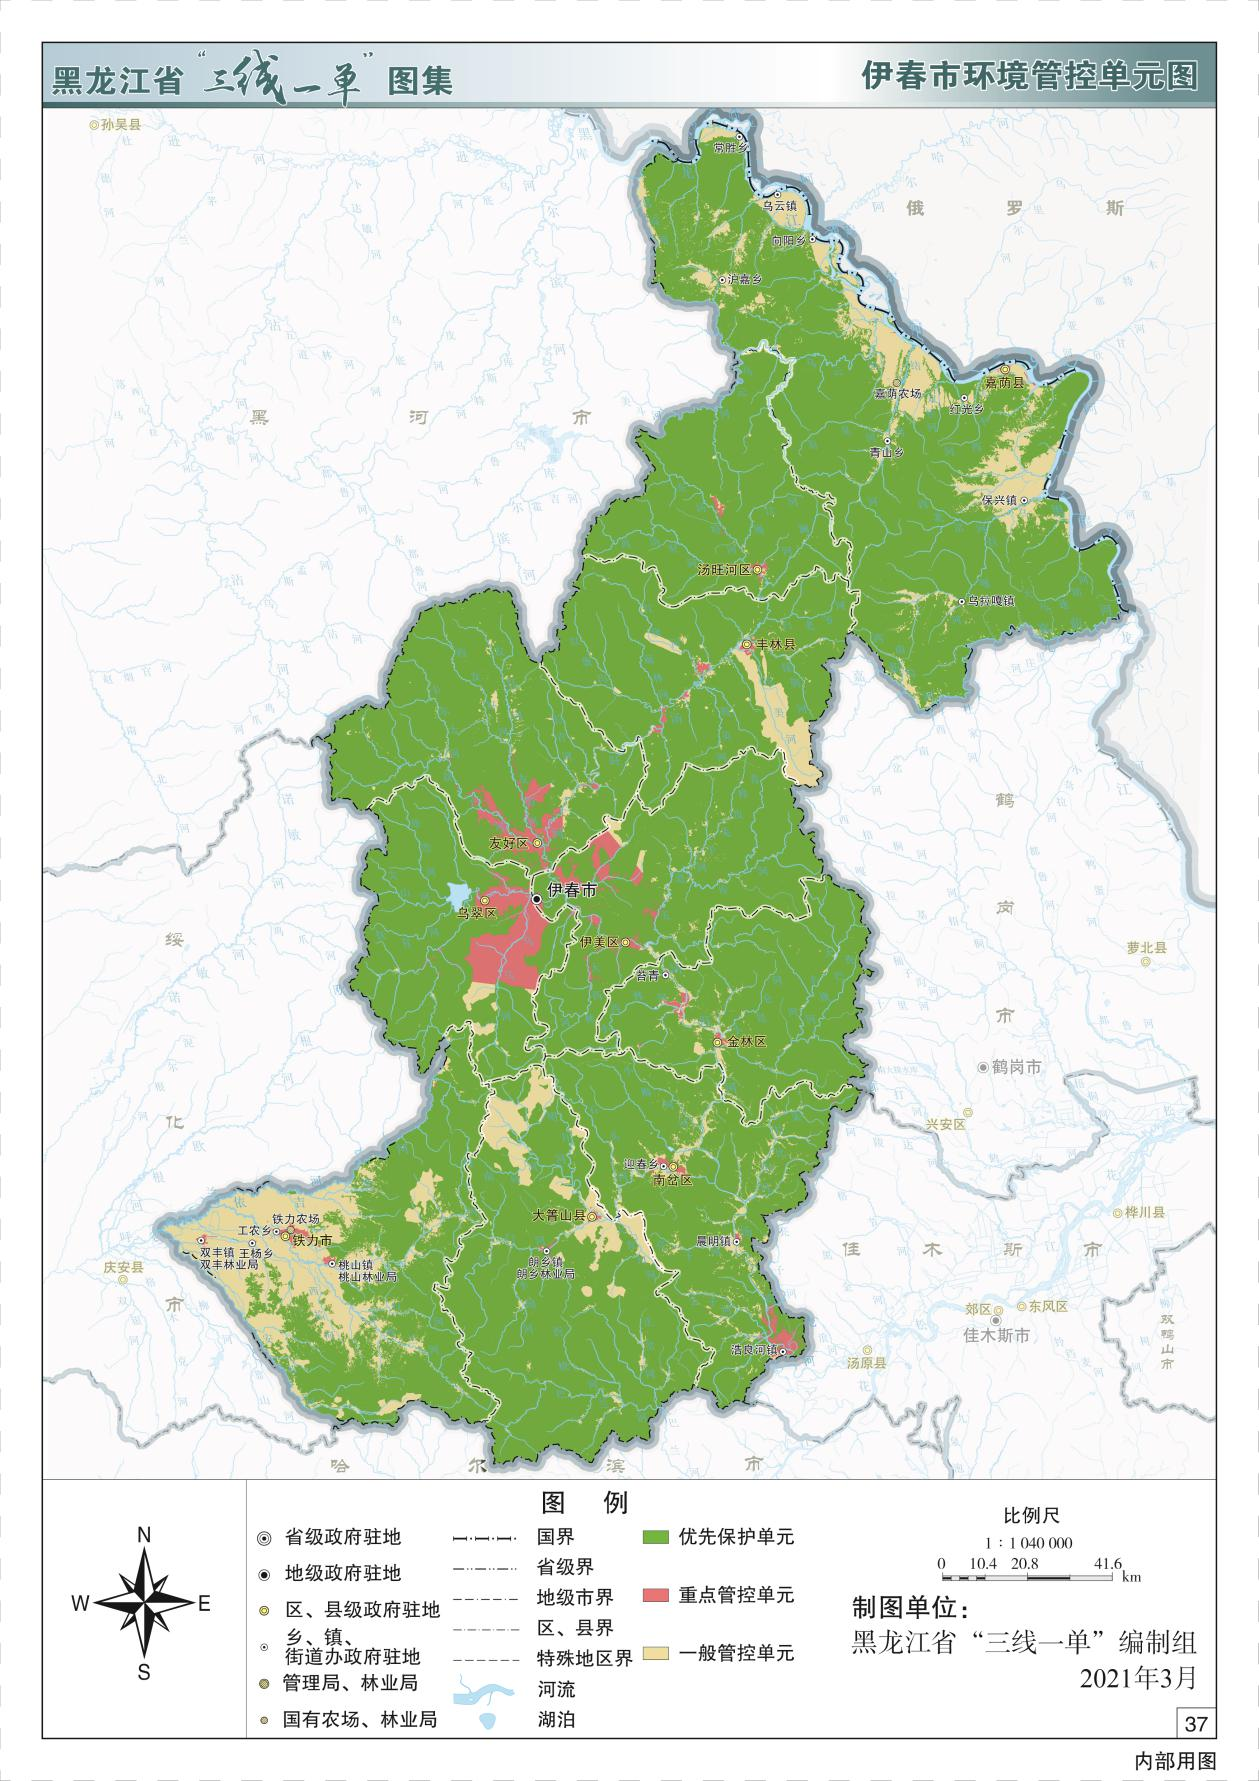 黑龙江省“三线一单”图集
伊春市环境管控单元图
孙吴县
常胜乡
俄罗斯
乌云镇
向阳乡
沪嘉乡
嘉荫县
嘉荫农场
红光乡
黑河市
青山乡
保兴镇
汤旺河区
乌拉嘎镇
丰林县
鹤岗市
友好区
伊春市
乌翠区
伊美区
绥化市
萝北县
苔青
金林区
鹤岗市
兴安区
迎春乡
南岔区
铁力农场
工农乡
铁力市
大箐山县
桦川县
双丰镇
王杨乡
双丰林业局
晨明镇
佳木斯市
朗乡镇
朗乡林业局
桃山镇
桃山林业局
庆安县
郊区
东风区
佳木斯市
双鸭山市
浩良河镇
汤原县
哈尔滨市
图例
N
W
E
S
省级政府驻地
地级政府驻地
区、县级政府驻地
乡、镇、
街道办政府驻地
管理局、林业局
国有农场、林业局
国界
省级界
地级市界
区、县界
特殊地区界
河流
湖泊
优先保护单元
重点管控单元
一般管控单元
比例尺
1：1 040 000
0 10.4 20.8 41.6 km
制图单位：
黑龙江省“三线一单”编制组
2021年3月
37
内部用图